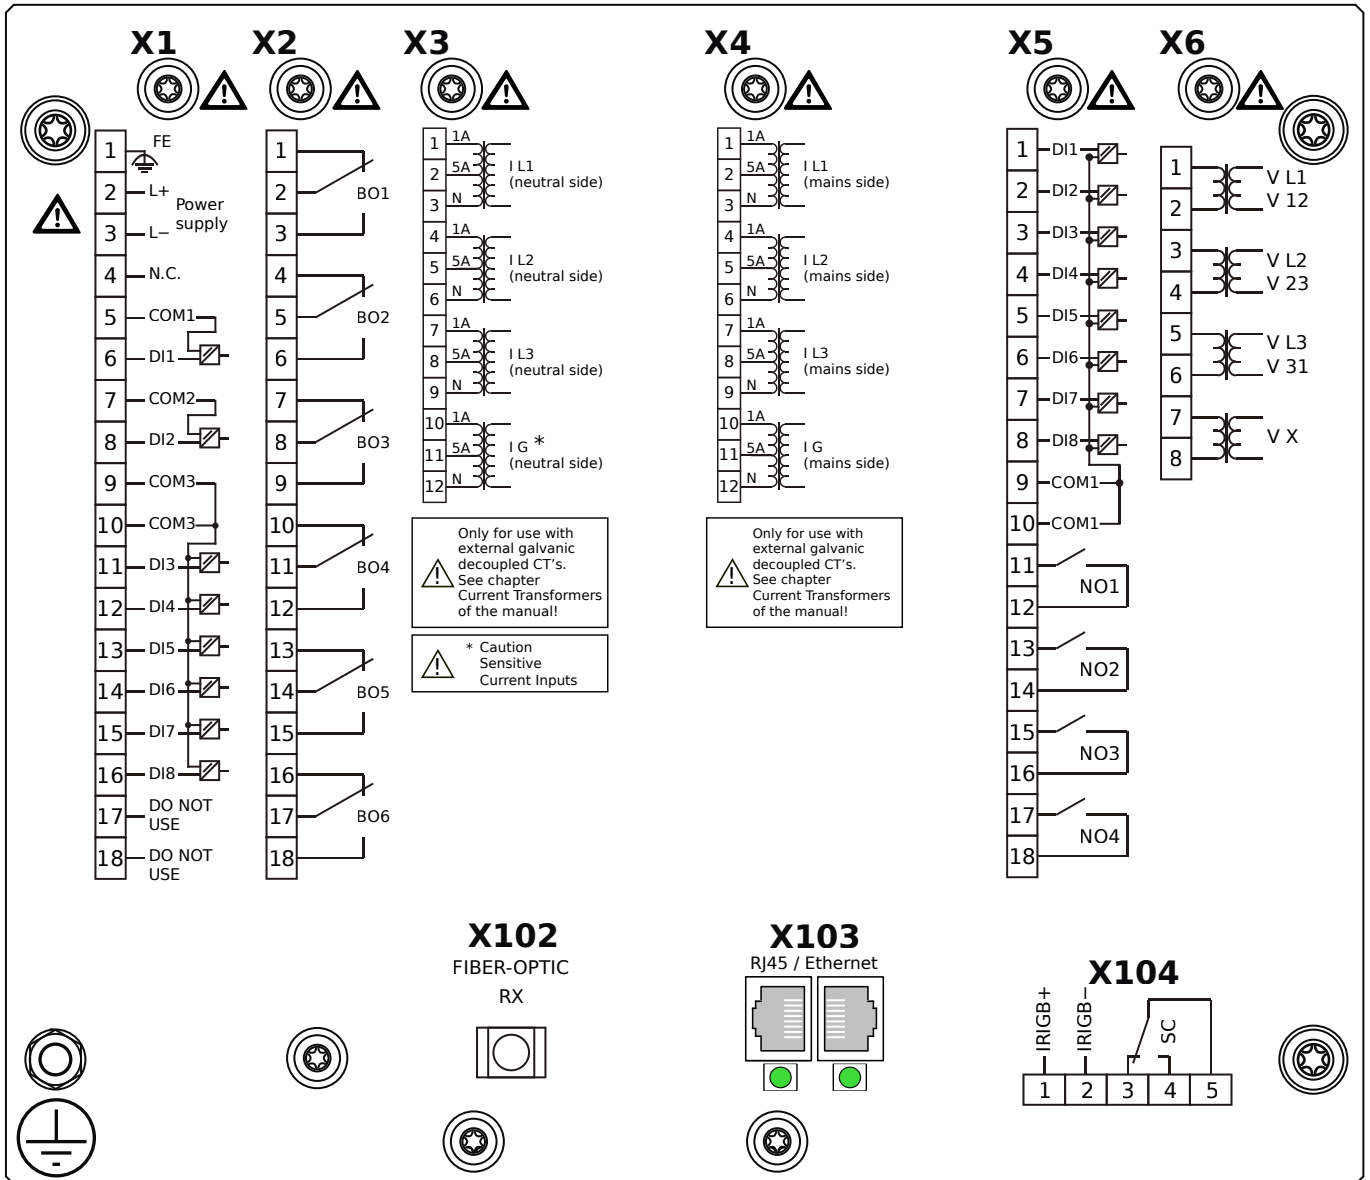 X1
X2
X3
X4
X5
X6
1
FE
2
L+
Power
supply
3
L−
4
N.C.
5
COM1
6
DI1
7
COM2
8
DI2
9
COM3
10
COM3
11
DI3
12
DI4
13
DI5
14
DI6
15
DI7
16
DI8
17
DO NOT
USE
18
DO NOT
USE
1
2
BO1
3
4
5
BO2
6
7
8
BO3
9
10
11
BO4
12
13
14
BO5
15
16
17
BO6
18
1
1A
2
5A
I L1
(neutral side)
3
N
4
1A
5
5A
I L2
(neutral side)
6
N
7
1A
8
5A
I L3
(neutral side)
9
N
10
1A
11
5A
I G *
(neutral side)
12
N
Only for use with
external galvanic
decoupled CT's.
See chapter
Current Transformers
of the manual!
* Caution
Sensitive
Current Inputs
1
1A
2
5A
I L1
(mains side)
3
N
4
1A
5
5A
I L2
(mains side)
6
N
7
1A
8
5A
I L3
(mains side)
9
N
10
1A
11
5A
I G
(mains side)
12
N
Only for use with
external galvanic
decoupled CT's.
See chapter
Current Transformers
of the manual!
1
DI1
2
DI2
3
DI3
4
DI4
5
DI5
6
DI6
7
DI7
8
DI8
9
COM1
10
COM1
11
NO1
12
13
NO2
14
15
NO3
16
17
NO4
18
1
V L1
2
V 12
3
V L2
4
V 23
5
V L3
6
V 31
7
V X
8
X102
FIBER-OPTIC
RX
X103
RJ45 / Ethernet
X104
IRIGB+
IRIGB−
SC
1 2 3 4 5